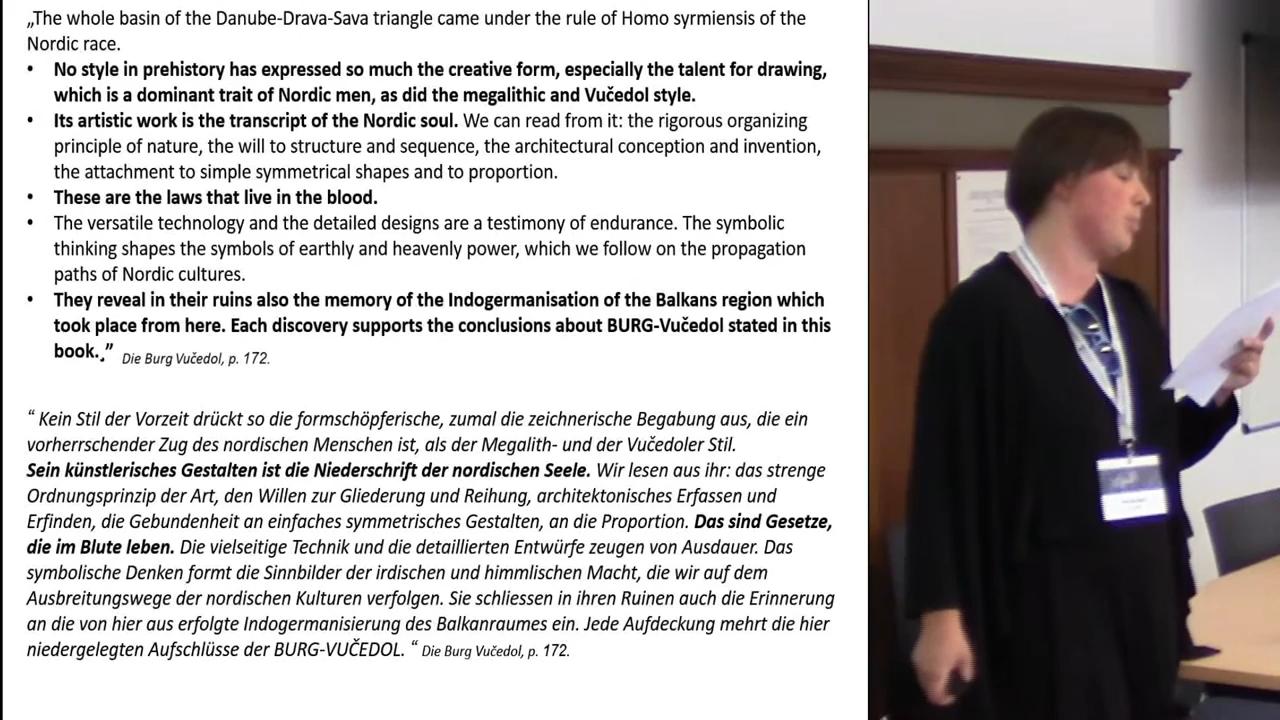 „The whole basin of the Danube-Drava-Sava triangle came under the rule of Homo syrmiensis of the
Nordic race.
• No style in prehistory has expressed so much the creative form, especially the talent for drawing,
which is a dominant trait of Nordic men, as did the megalithic and Vučedol style.
• Its artistic work is the transcript of the Nordic soul. We can read from it: the rigorous organizing
principle of nature, the will to structure and sequence, the architectural conception and invention,
the attachment to simple symmetrical shapes and to proportion.
• These are the laws that live in the blood.
• The versatile technology and the detailed designs are a testimony of endurance. The symbolic
thinking shapes the symbols of earthly and heavenly power, which we follow on the propagation
paths of Nordic cultures.
• They reveal in their ruins also the memory of the Indogermanisation of the Balkans region which
took place from here. Each discovery supports the conclusions about BURG-Vučedol stated in this
book.„” Die Burg Vučedol, p. 172.
“ Kein Stil der Vorzeit drückt so die formschöpferische, zumal die zeichnerische Begabung aus, die ein
vorherrschender Zug des nordischen Menschen ist, als der Megalith- und der Vučedoler Stil.
Sein künstlerisches Gestalten ist die Niederschrift der nordischen Seele. Wir lesen aus ihr: das strenge
Ordnungsprinzip der Art, den Willen zur Gliederung und Reihung, architektonisches Erfassen und
Erfinden, die Gebundenheit an einfaches symmetrisches Gestalten, an die Proportion. Das sind Gesetze,
die im Blute leben. Die vielseitige Technik und die detaillierten Entwürfe zeugen von Ausdauer. Das
symbolische Denken formt die Sinnbilder der irdischen und himmlischen Macht, die wir auf dem
Ausbreitungswege der nordischen Kulturen verfolgen. Sie schliessen in ihren Ruinen auch die Erinnerung
an die von hier aus erfolgte Indogermanisierung des Balkanraumes ein. Jede Aufdeckung mehrt die hier
niedergelegten Aufschlüsse der BURG-VUČEDOL. “ Die Burg Vučedol, p. 172.